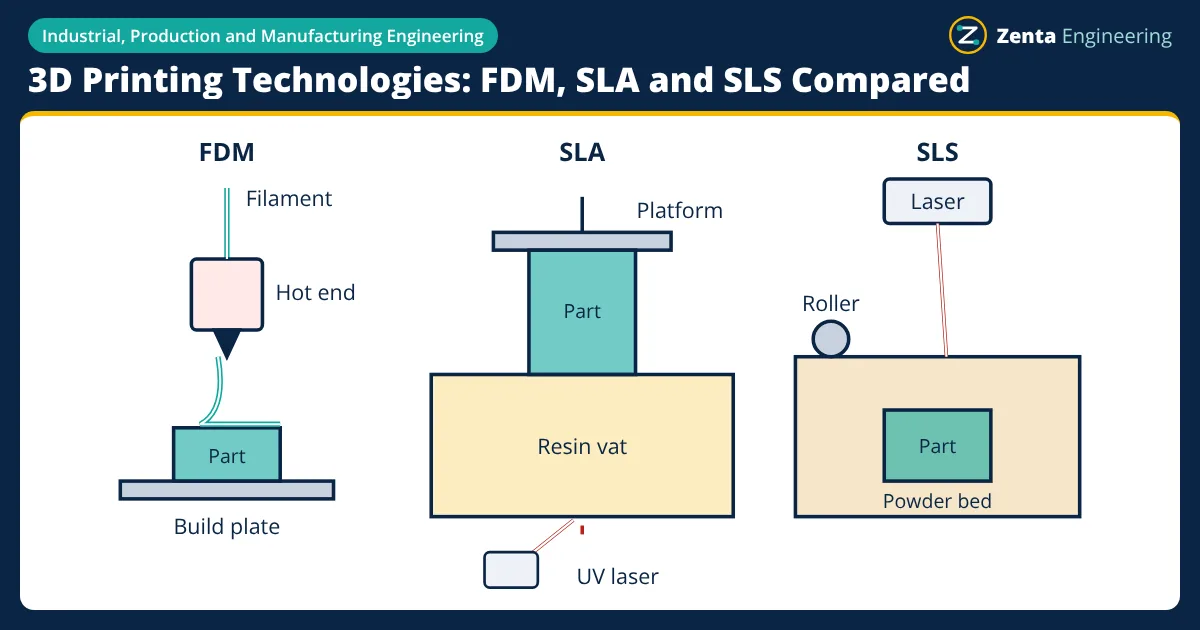 Industrial, Production and Manufacturing Engineering
Zenta Engineering
3D Printing Technologies: FDM, SLA and SLS Compared
FDM
Filament
Hot end
Part
Build plate
SLA
Platform
Part
Resin vat
UV laser
SLS
Laser
Roller
Part
Powder bed